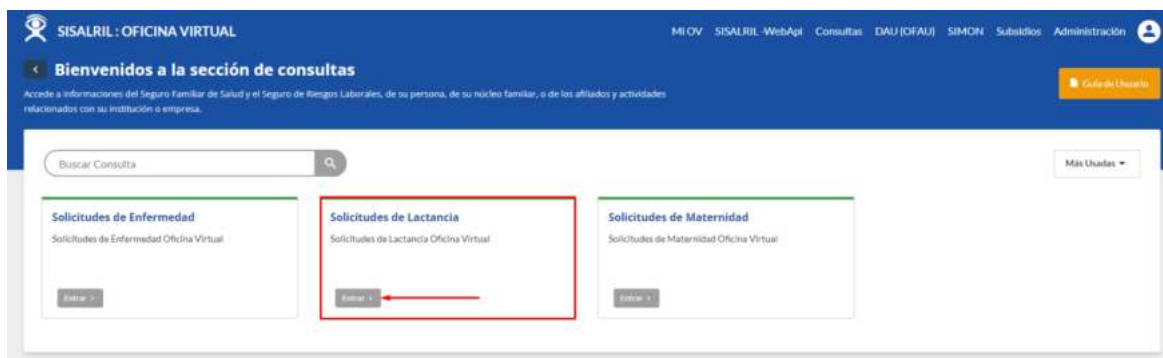 SISALRIL : OFICINA VIRTUAL
MI OV SISALRIL-WebApi Consultas DAU (OFAU) SIMON Subsidios Administración
Bienvenidos a la sección de consultas
Guía de Usuario
Accede a informaciones del Seguro Familiar de Salud y el Seguro de Riesgos Laborales, de su persona, de su núcleo familiar, o de los afiliados y actividades
relacionados con su institución o empresa.
Buscar Consulta
Más Usadas
Solicitudes de Enfermedad
Solicitudes de Enfermedad Oficina Virtual
Entrar >
Solicitudes de Lactancia
Solicitudes de Lactancia Oficina Virtual
Entrar >
Solicitudes de Maternidad
Solicitudes de Maternidad Oficina Virtual
Entrar >